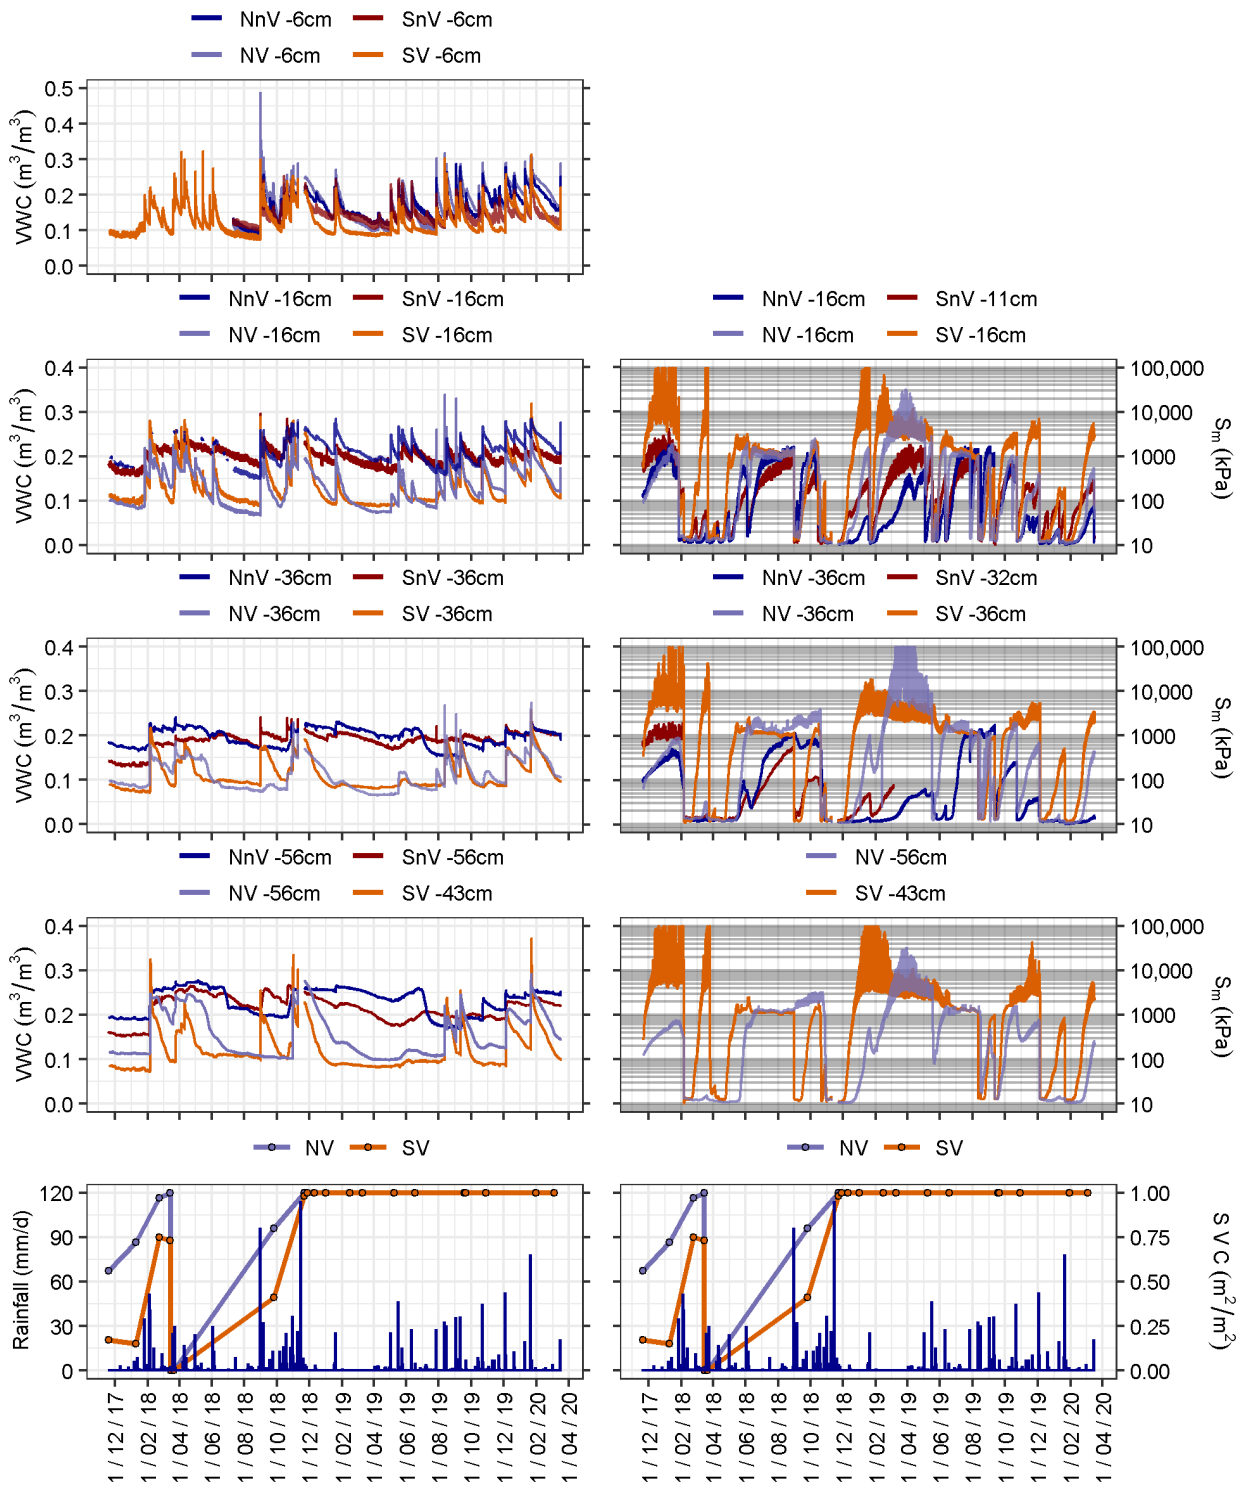 NnV -6cm SnV -6cm
NV -6cm SV -6cm
0.5
0.4
0.3
0.2
0.1
0.0
VWC (m³/m³)
NnV -16cm SnV -16cm
NV -16cm SV -16cm
0.4
0.3
0.2
0.1
0.0
VWC (m³/m³)
NnV -16cm SnV -11cm
NV -16cm SV -16cm
100,000
10,000
1000
100
10
Sₘ (kPa)
NnV -36cm SnV -36cm
NV -36cm SV -36cm
0.4
0.3
0.2
0.1
0.0
VWC (m³/m³)
NnV -36cm SnV -32cm
NV -36cm SV -36cm
100,000
10,000
1000
100
10
Sₘ (kPa)
NnV -56cm SnV -56cm
NV -56cm SV -43cm
0.4
0.3
0.2
0.1
0.0
VWC (m³/m³)
NV -56cm
SV -43cm
100,000
10,000
1000
100
10
Sₘ (kPa)
NV SV
120
90
60
30
0
Rainfall (mm/d)
1 / 12 / 17
1 / 02 / 18
1 / 04 / 18
1 / 06 / 18
1 / 08 / 18
1 / 10 / 18
1 / 12 / 18
1 / 02 / 19
1 / 04 / 19
1 / 06 / 19
1 / 08 / 19
1 / 10 / 19
1 / 12 / 19
1 / 02 / 20
1 / 04 / 20
NV SV
1.00
0.75
0.50
0.25
0.00
S V C (m²/m²)
1 / 12 / 17
1 / 02 / 18
1 / 04 / 18
1 / 06 / 18
1 / 08 / 18
1 / 10 / 18
1 / 12 / 18
1 / 02 / 19
1 / 04 / 19
1 / 06 / 19
1 / 08 / 19
1 / 10 / 19
1 / 12 / 19
1 / 02 / 20
1 / 04 / 20